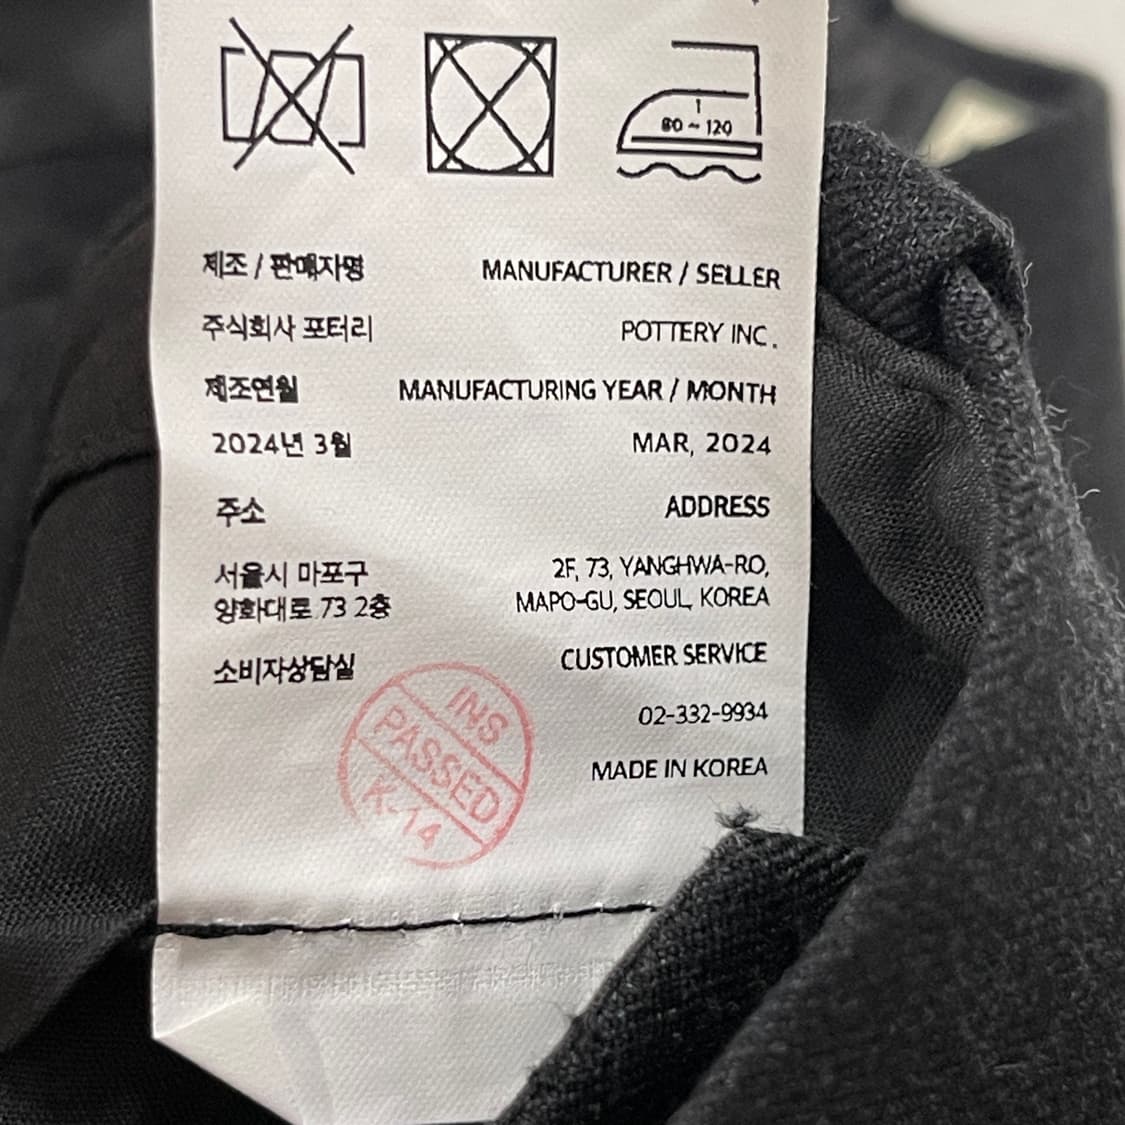 1
80 ~ 120
제조 / 판매자명 MANUFACTURER / SELLER
주식회사 포터리 POTTERY INC.
제조연월 MANUFACTURING YEAR / MONTH
2024년 3월 MAR, 2024
주소 ADDRESS
서울시 마포구 2F, 73, YANGHWA-RO,
양화대로 73 2층 MAPO-GU, SEOUL, KOREA
소비자상담실 CUSTOMER SERVICE
02-332-9934
MADE IN KOREA
INS
PASSED
K-14